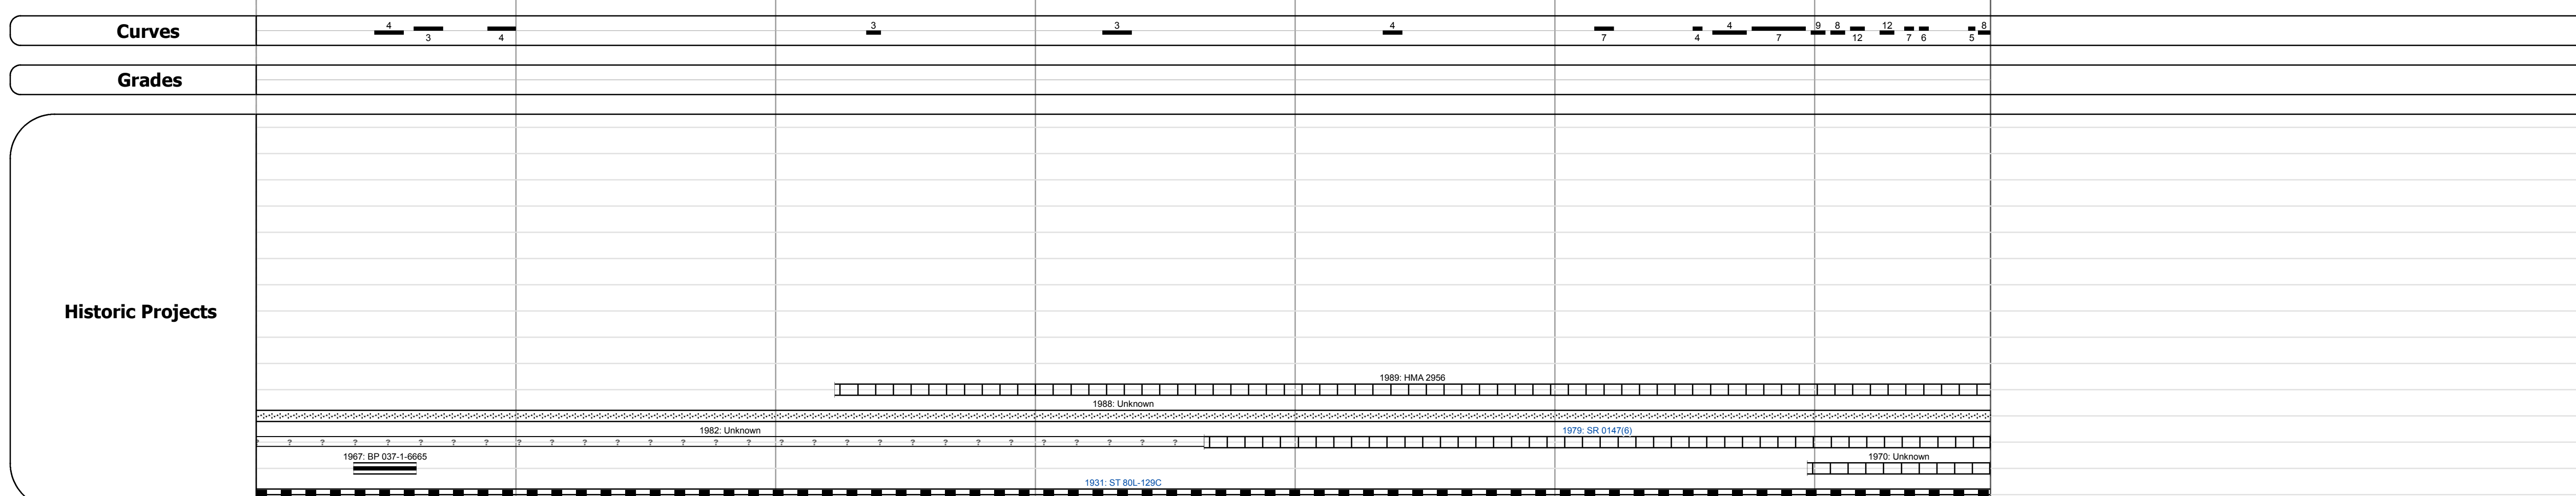 Curves
4 3 3 4 4 9 8 12 8
3 4 7 4 7 12 7 6 5
Grades
Historic Projects
1989: HMA 2956
1988: Unknown
1982: Unknown 1979: SR 0147(6)
? ? ? ? ? ? ? ? ? ? ? ? ? ? ? ? ? ? ? ? ? ? ? ? ? ? ? ? ?
1967: BP 037-1-6665 1970: Unknown
1931: ST 80L-129C